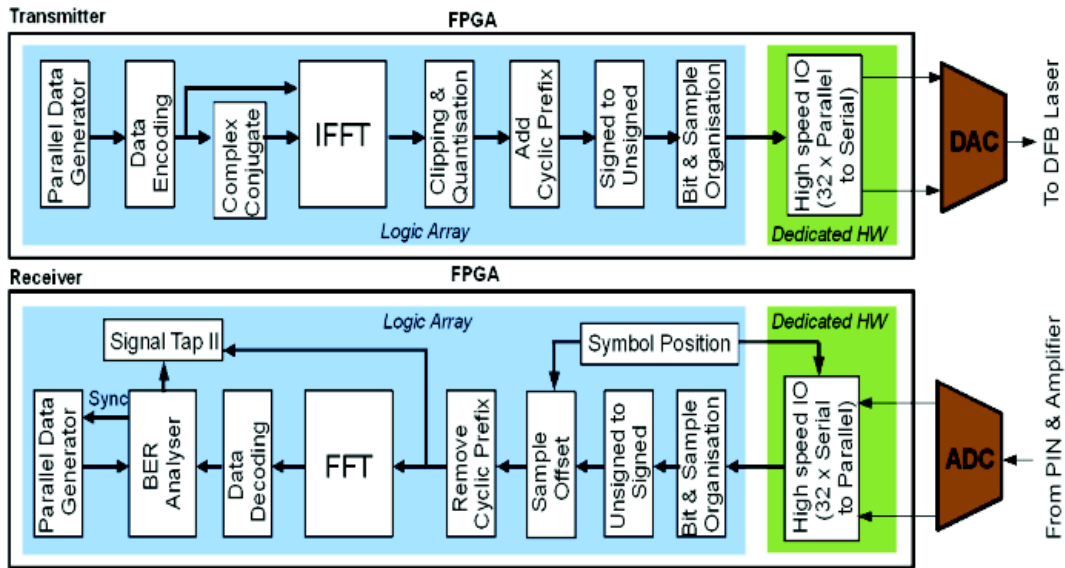 Transmitter
FPGA
Parallel Data
Generator
Data
Encoding
Complex
Conjugate
IFFT
Clipping &
Quantisation
Add
Cyclic Prefix
Signed to
Unsigned
Bit & Sample
Organisation
High speed IO
(32 x Parallel
to Serial)
DAC
To DFB Laser
Logic Array
Dedicated HW
Receiver
FPGA
Logic Array
Dedicated HW
Signal Tap II
Symbol Position
Sync
Parallel Data
Generator
BER
Analyser
Data
Decoding
FFT
Remove
Cyclic Prefix
Sample
Offset
Unsigned to
Signed
Bit & Sample
Organisation
High speed IO
(32 x Serial
to Parallel)
ADC
From PIN & Amplifier